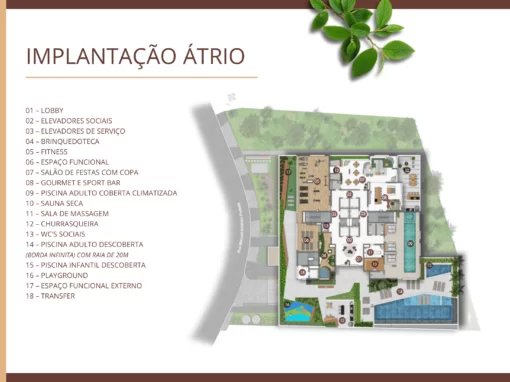 IMPLANTAÇÃO ÁTRIO
01 – LOBBY
02 – ELEVADORES SOCIAIS
03 – ELEVADORES DE SERVIÇO
04 – BRINQUEDOTECA
05 – FITNESS
06 – ESPAÇO FUNCIONAL
07 – SALÃO DE FESTAS COM COPA
08 – GOURMET E SPORT BAR
09 – PISCINA ADULTO COBERTA CLIMATIZADA
10 – SAUNA SECA
11 – SALA DE MASSAGEM
12 – CHURRASQUEIRA
13 – WC'S SOCIAIS
14 – PISCINA ADULTO DESCOBERTA
(BORDA INFINITA) COM RAIA DE 20M
15 – PISCINA INFANTIL DESCOBERTA
16 – PLAYGROUND
17 – ESPAÇO FUNCIONAL EXTERNO
18 – TRANSFER